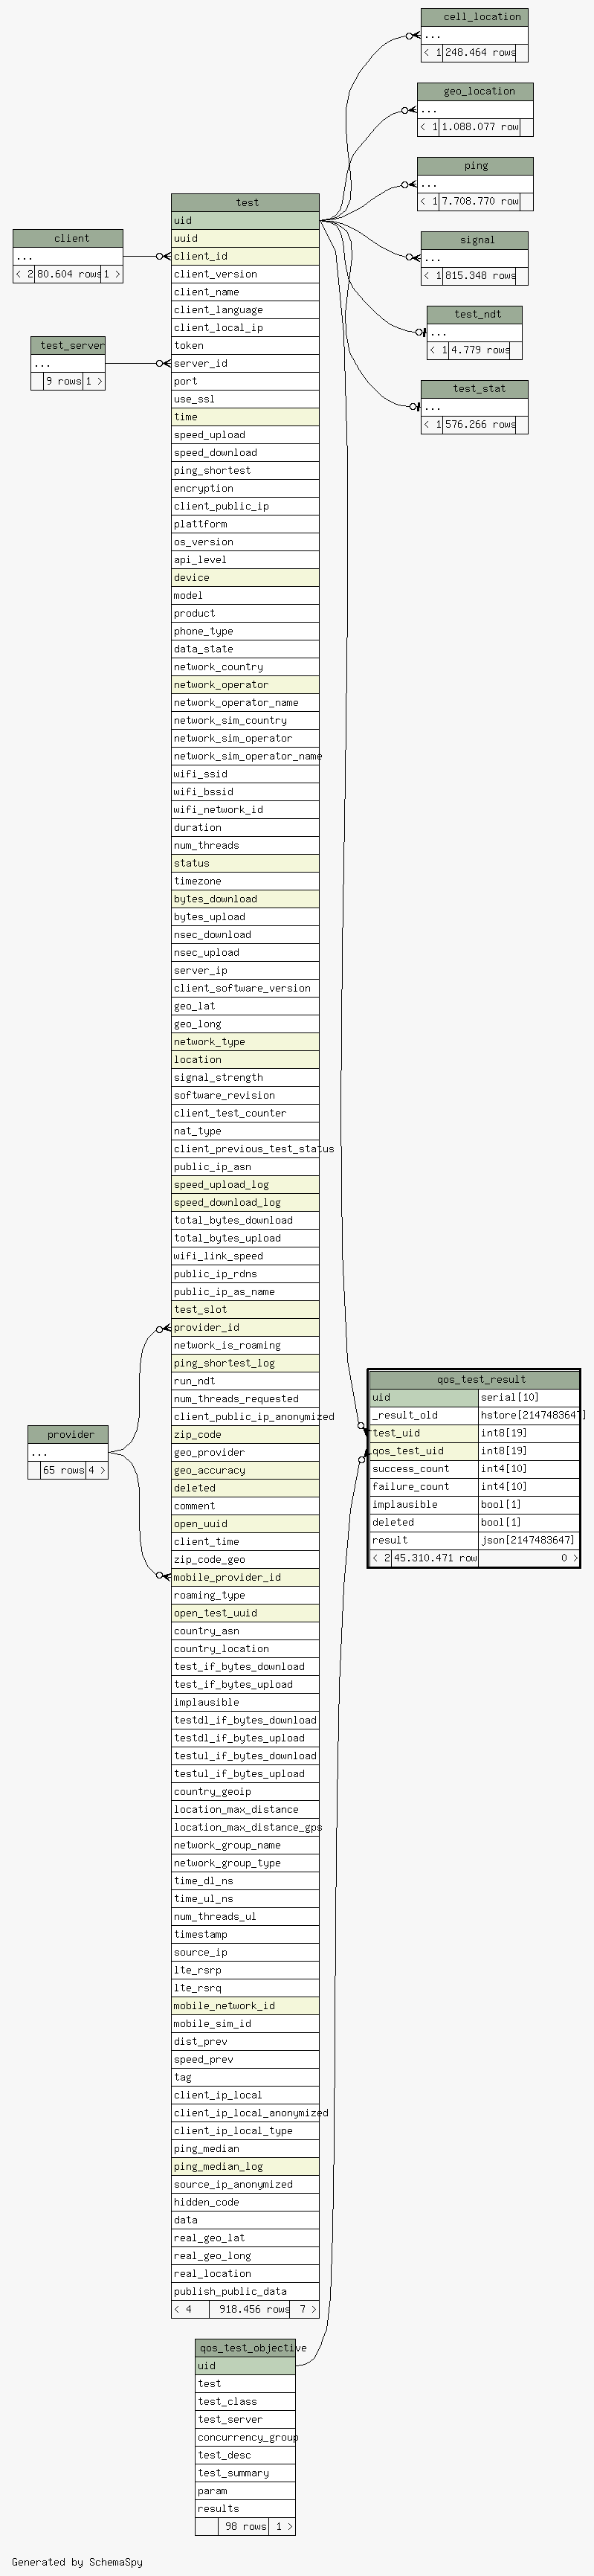 cell_location
...
< 1 248.464 rows
geo_location
...
< 1 1.088.077 row
ping
...
< 1 7.708.770 row
signal
...
< 1 815.348 rows
test_ndt
...
< 1 4.779 rows
test_stat
...
< 1 576.266 rows
client
...
< 2 80.604 rows 1 >
test_server
...
9 rows 1 >
provider
...
65 rows 4 >
test
uid
uuid
client_id
client_version
client_name
client_language
client_local_ip
token
server_id
port
use_ssl
time
speed_upload
speed_download
ping_shortest
encryption
client_public_ip
plattform
os_version
api_level
device
model
product
phone_type
data_state
network_country
network_operator
network_operator_name
network_sim_country
network_sim_operator
network_sim_operator_name
wifi_ssid
wifi_bssid
wifi_network_id
duration
num_threads
status
timezone
bytes_download
bytes_upload
nsec_download
nsec_upload
server_ip
client_software_version
geo_lat
geo_long
network_type
location
signal_strength
software_revision
client_test_counter
nat_type
client_previous_test_status
public_ip_asn
speed_upload_log
speed_download_log
total_bytes_download
total_bytes_upload
wifi_link_speed
public_ip_rdns
public_ip_as_name
test_slot
provider_id
network_is_roaming
ping_shortest_log
run_ndt
num_threads_requested
client_public_ip_anonymized
zip_code
geo_provider
geo_accuracy
deleted
comment
open_uuid
client_time
zip_code_geo
mobile_provider_id
roaming_type
open_test_uuid
country_asn
country_location
test_if_bytes_download
test_if_bytes_upload
implausible
testdl_if_bytes_download
testdl_if_bytes_upload
testul_if_bytes_download
testul_if_bytes_upload
country_geoip
location_max_distance
location_max_distance_gps
network_group_name
network_group_type
time_dl_ns
time_ul_ns
num_threads_ul
timestamp
source_ip
lte_rsrp
lte_rsrq
mobile_network_id
mobile_sim_id
dist_prev
speed_prev
tag
client_ip_local
client_ip_local_anonymized
client_ip_local_type
ping_median
ping_median_log
source_ip_anonymized
hidden_code
data
real_geo_lat
real_geo_long
real_location
publish_public_data
< 4 918.456 rows 7 >
qos_test_result
uid serial[10]
_result_old hstore[2147483647]
test_uid int8[19]
qos_test_uid int8[19]
success_count int4[10]
failure_count int4[10]
implausible bool[1]
deleted bool[1]
result json[2147483647]
< 2 45.310.471 row 0 >
qos_test_objective
uid
test
test_class
test_server
concurrency_group
test_desc
test_summary
param
results
98 rows 1 >
Generated by SchemaSpy